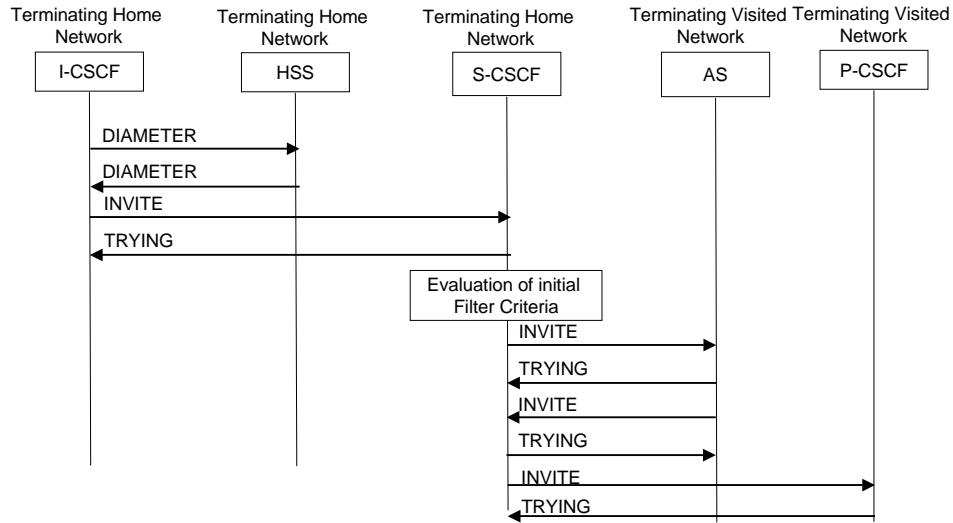 Terminating Home
Network
Terminating Home
Network
Terminating Home
Network
Terminating Visited
Network
Terminating Visited
Network
I-CSCF
HSS
S-CSCF
AS
P-CSCF
DIAMETER
DIAMETER
INVITE
TRYING
Evaluation of initial
Filter Criteria
INVITE
TRYING
INVITE
TRYING
INVITE
TRYING